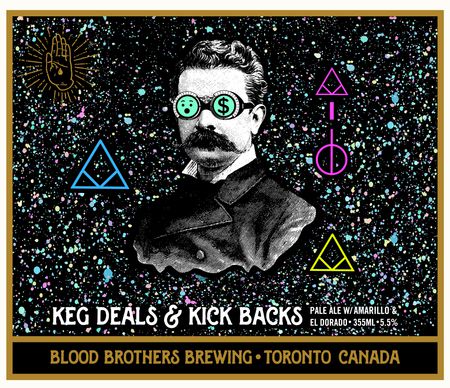 $
KEG DEALS & KICK BACKS
PALE ALE W/AMARILLO &
EL DORADO • 355ML • 5.5%
BLOOD BROTHERS BREWING • TORONTO CANADA